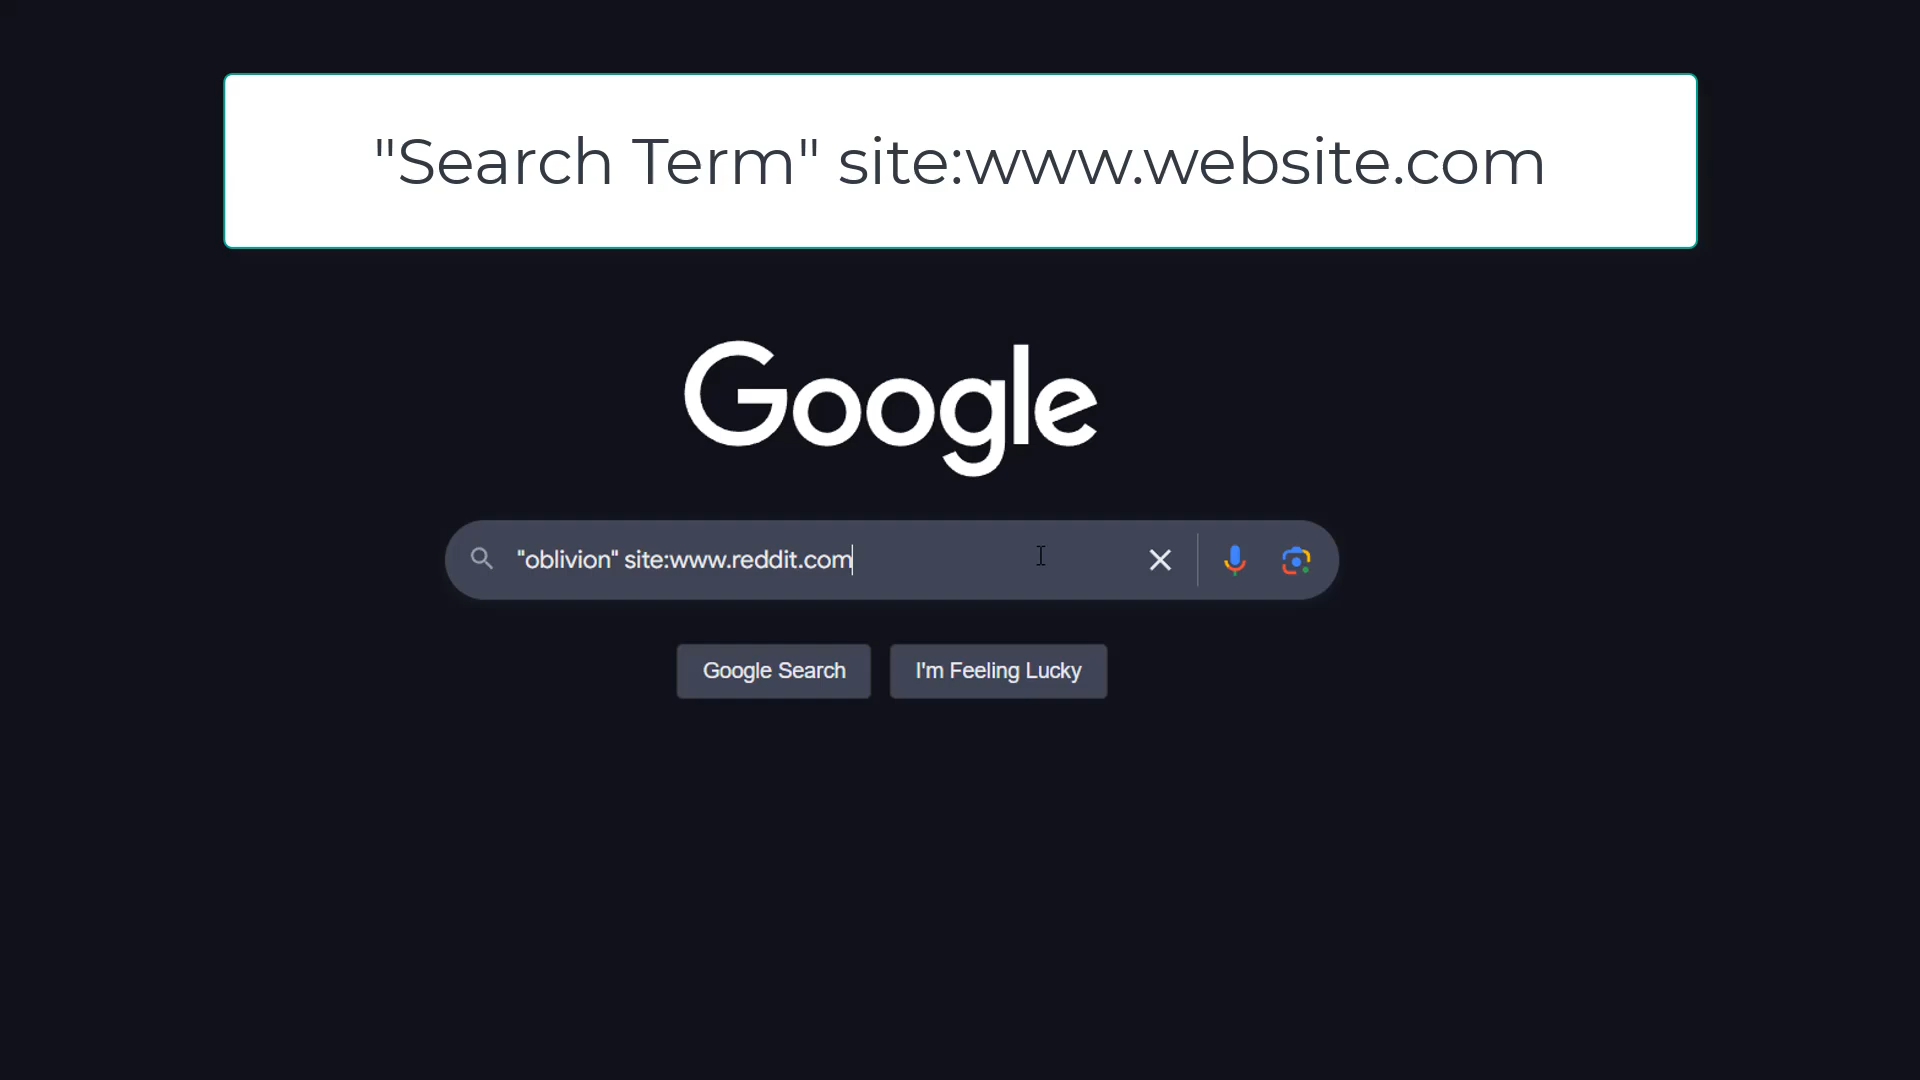 "Search Term" site:www.website.com
Google
"oblivion" site:www.reddit.com
Google Search
I'm Feeling Lucky